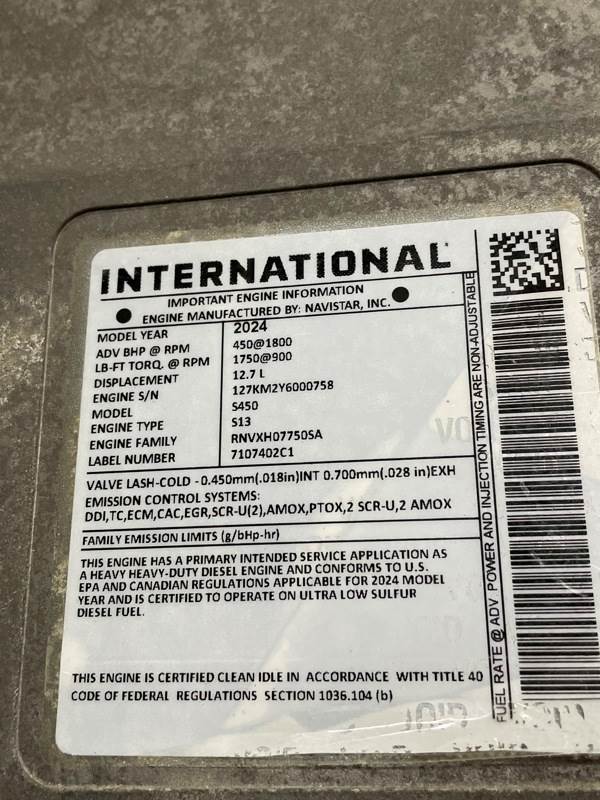 INTERNATIONAL
IMPORTANT ENGINE INFORMATION
ENGINE MANUFACTURED BY: NAVISTAR, INC.
MODEL YEAR 2024
ADV BHP @ RPM 450@1800
LB-FT TORQ. @ RPM 1750@900
DISPLACEMENT 12.7 L
ENGINE S/N 127KM2Y6000758
MODEL S450
ENGINE TYPE S13
ENGINE FAMILY RNVXH0775OSA
LABEL NUMBER 7107402C1
VALVE LASH-COLD - 0.450mm(.018in)INT 0.700mm(.028 in)EXH
EMISSION CONTROL SYSTEMS:
DDI,TC,ECM,CAC,EGR,SCR-U(2),AMOX,PTOX,2 SCR-U,2 AMOX
FAMILY EMISSION LIMITS (g/bHp-hr)
THIS ENGINE HAS A PRIMARY INTENDED SERVICE APPLICATION AS
A HEAVY HEAVY-DUTY DIESEL ENGINE AND CONFORMS TO U.S.
EPA AND CANADIAN REGULATIONS APPLICABLE FOR 2024 MODEL
YEAR AND IS CERTIFIED TO OPERATE ON ULTRA LOW SULFUR
DIESEL FUEL.
THIS ENGINE IS CERTIFIED CLEAN IDLE IN ACCORDANCE WITH TITLE 40
CODE OF FEDERAL REGULATIONS SECTION 1036.104 (b)
FUEL RATE @ ADV POWER AND INJECTION TIMING ARE NON-ADJUSTABLE